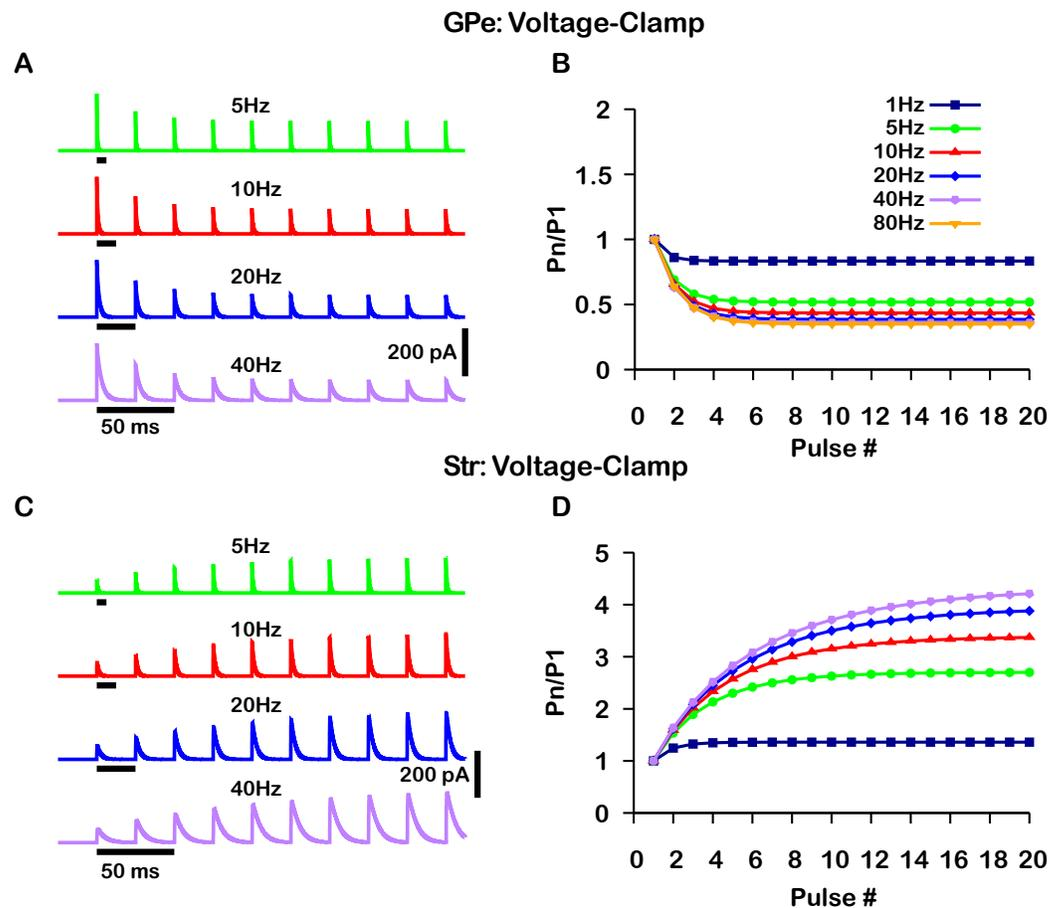 GPe: Voltage-Clamp
A
5Hz
10Hz
20Hz
200 pA
40Hz
50 ms
B
2
1.5
1
0.5
0
Pn/P1
1Hz
5Hz
10Hz
20Hz
40Hz
80Hz
0 2 4 6 8 10 12 14 16 18 20
Pulse #
Str: Voltage-Clamp
C
5Hz
10Hz
20Hz
200 pA
40Hz
50 ms
D
5
4
3
2
1
0
Pn/P1
0 2 4 6 8 10 12 14 16 18 20
Pulse #